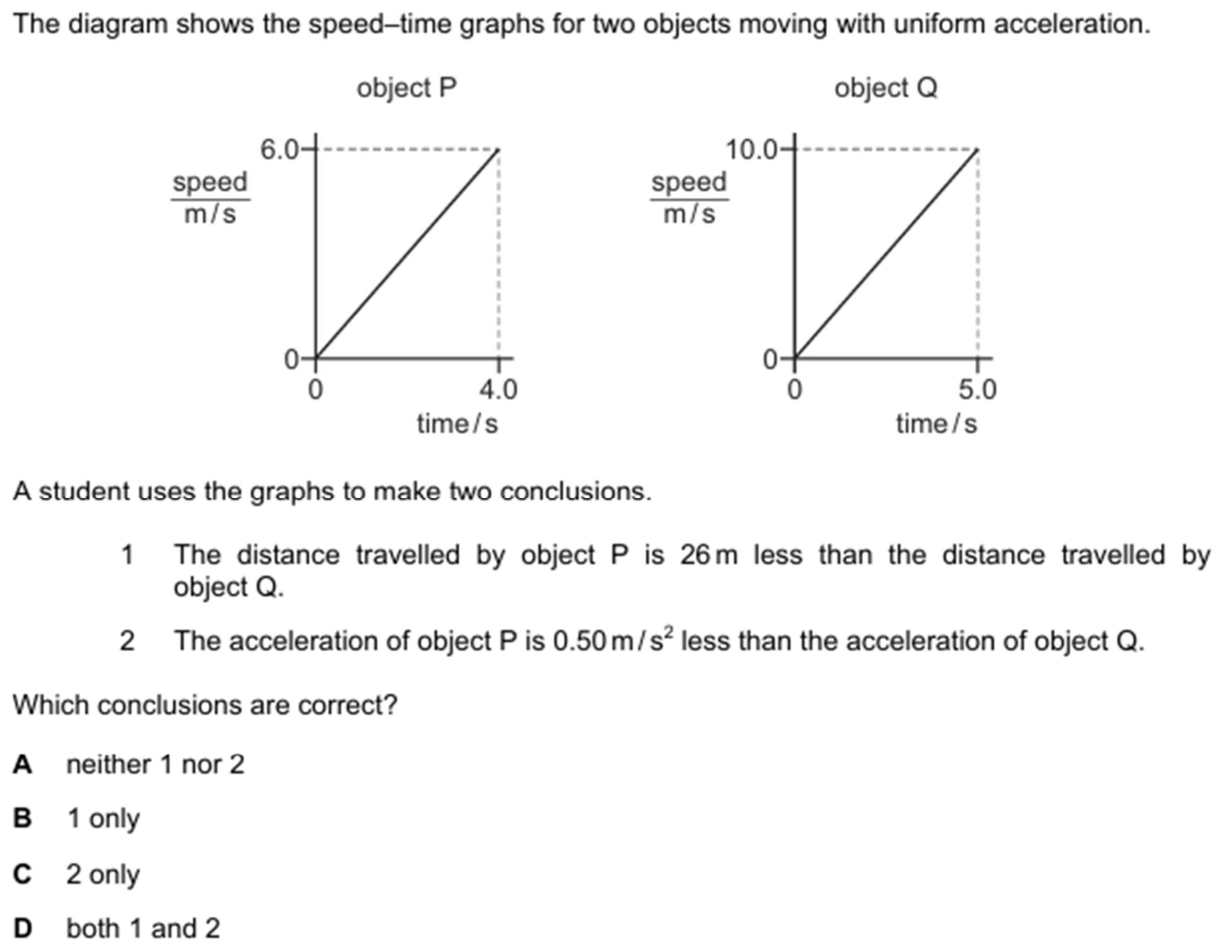 The diagram shows the speed–time graphs for two objects moving with uniform acceleration.
object P
6.0
speed
m/s
0
0
4.0
time/s
object Q
10.0
speed
m/s
0
0
5.0
time/s
A student uses the graphs to make two conclusions.
1 The distance travelled by object P is 26 m less than the distance travelled by
object Q.
2 The acceleration of object P is 0.50 m/s² less than the acceleration of object Q.
Which conclusions are correct?
A neither 1 nor 2
B 1 only
C 2 only
D both 1 and 2